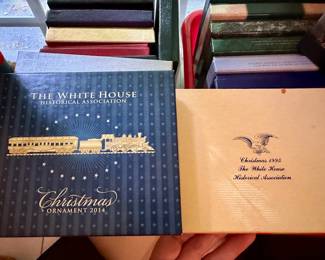 THE WHITE HOUSE
HISTORICAL ASSOCIATION
Christmas
ORNAMENT 2014
Christmas 1995
The White House
Historical Association